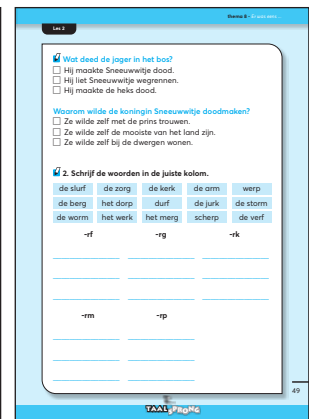 thema 8 - Er was eens ...
Les 2
Wat deed de jager in het bos?
Hij maakte Sneeuwwitje dood.
Hij liet Sneeuwwitje wegrennen.
Hij maakte de heks dood.
Waarom wilde de koningin Sneeuwwitje doodmaken?
Ze wilde zelf met de prins trouwen.
Ze wilde zelf de mooiste van het land zijn.
Ze wilde zelf bij de dwergen wonen.
2. Schrijf de woorden in de juiste kolom.
de slurf de zorg de kerk de arm werp
de berg het dorp durf de jurk de storm
de worm het werk het merg scherp de verf
-rf -rg -rk
-rm -rp
49
TAALSPRONG